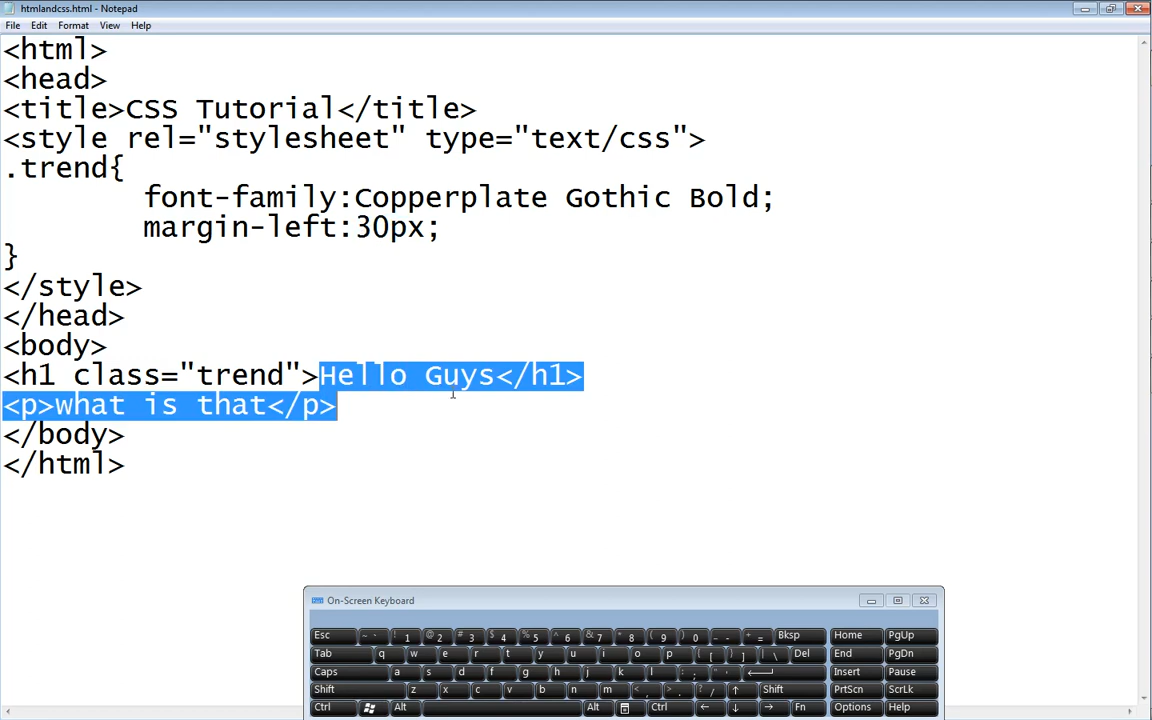 htmlandcss.html - Notepad
File Edit Format View Help
<html>
<head>
<title>CSS Tutorial</title>
<style rel="stylesheet" type="text/css">
.trend{
font-family:Copperplate Gothic Bold;
margin-left:30px;
}
</style>
</head>
<body>
<h1 class="trend">Hello Guys</h1>
<p>what is that</p>
</body>
</html>
On-Screen Keyboard
Esc ~ ` ! 1 @ 2 # 3 $ 4 % 5 ^ 6 & 7 * 8 ( 9 ) 0 _ - + = Bksp Home PgUp
Tab q w e r t y u i o p { [ } ] | \ Del End PgDn
Caps a s d f g h j k l : ; " ' Insert Pause
Shift z x c v b n m < , > . ? / Shift PrtScn ScrLk
Ctrl Alt Alt Ctrl Fn Options Help